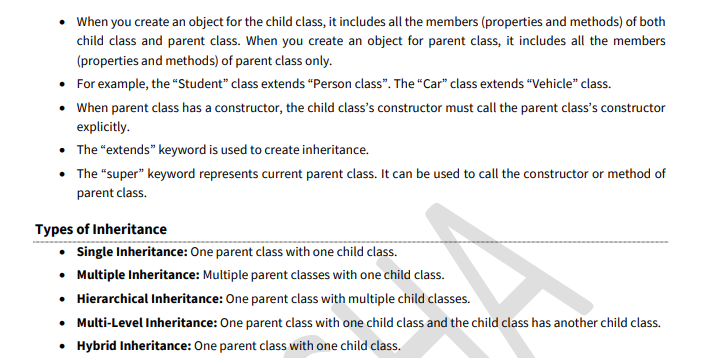 • When you create an object for the child class, it includes all the members (properties and methods) of both
child class and parent class. When you create an object for parent class, it includes all the members
(properties and methods) of parent class only.
• For example, the “Student” class extends “Person class”. The “Car” class extends “Vehicle” class.
• When parent class has a constructor, the child class’s constructor must call the parent class’s constructor
explicitly.
• The “extends” keyword is used to create inheritance.
• The “super” keyword represents current parent class. It can be used to call the constructor or method of
parent class.
Types of Inheritance
• Single Inheritance: One parent class with one child class.
• Multiple Inheritance: Multiple parent classes with one child class.
• Hierarchical Inheritance: One parent class with multiple child classes.
• Multi-Level Inheritance: One parent class with one child class and the child class has another child class.
• Hybrid Inheritance: One parent class with one child class.